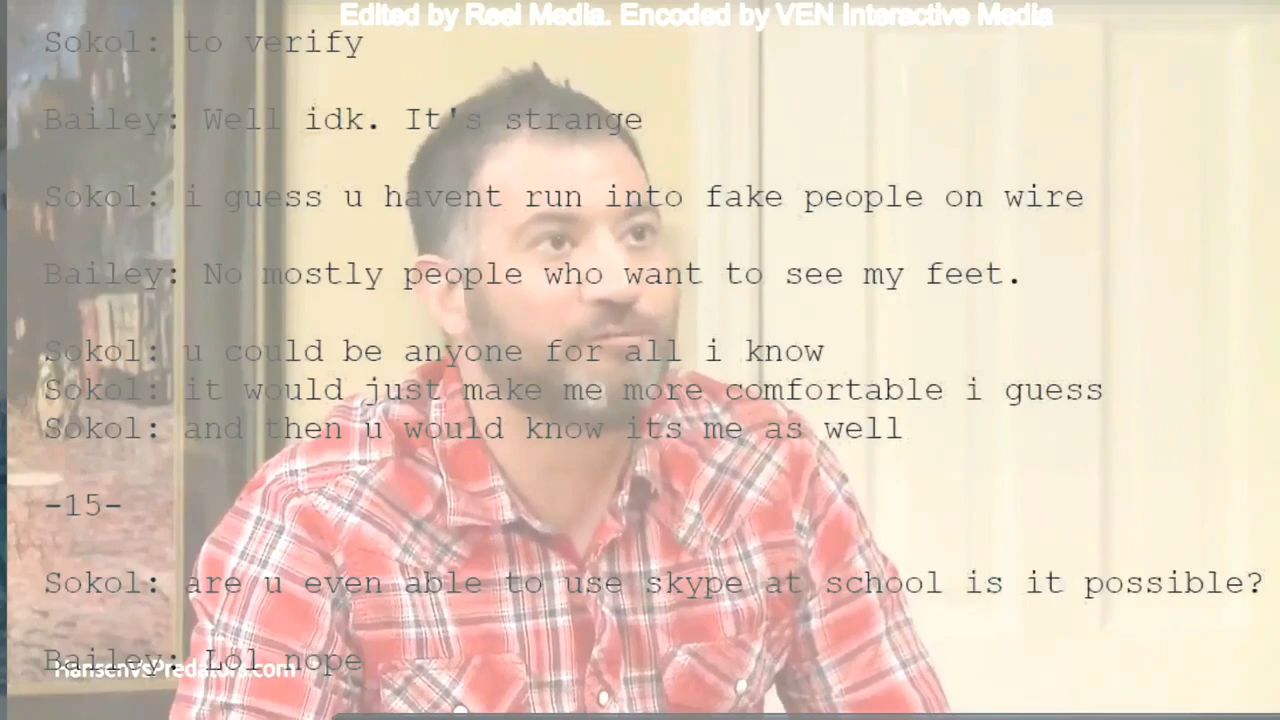 Edited by Reel Media. Encoded by VEN Interactive Media
Sokol: to verify
Bailey: Well idk. It's strange
Sokol: i guess u havent run into fake people on wire
Bailey: No mostly people who want to see my feet.
Sokol: u could be anyone for all i know
Sokol: it would just make me more comfortable i guess
Sokol: and then u would know its me as well
-15-
Sokol: are u even able to use skype at school is it possible?
Bailey: Lol nope
HansenVsPredators.com